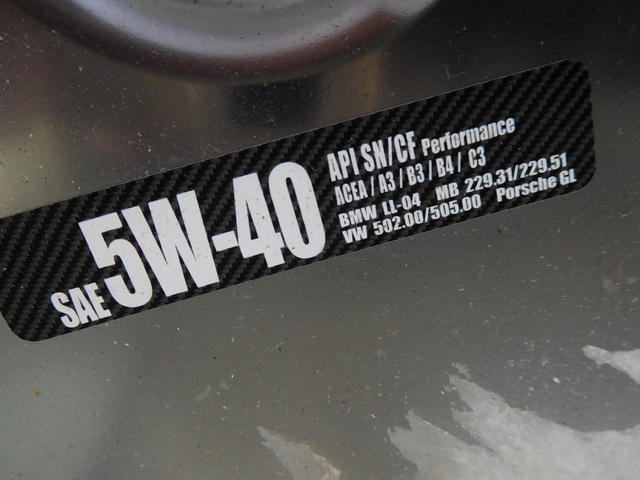 SAE 5W-40
API SN/CF Performance
ACEA / A3 / B3 / B4 / C3
BMW LL-04 MB 229.31/229.51
VW 502.00/505.00 Porsche GL